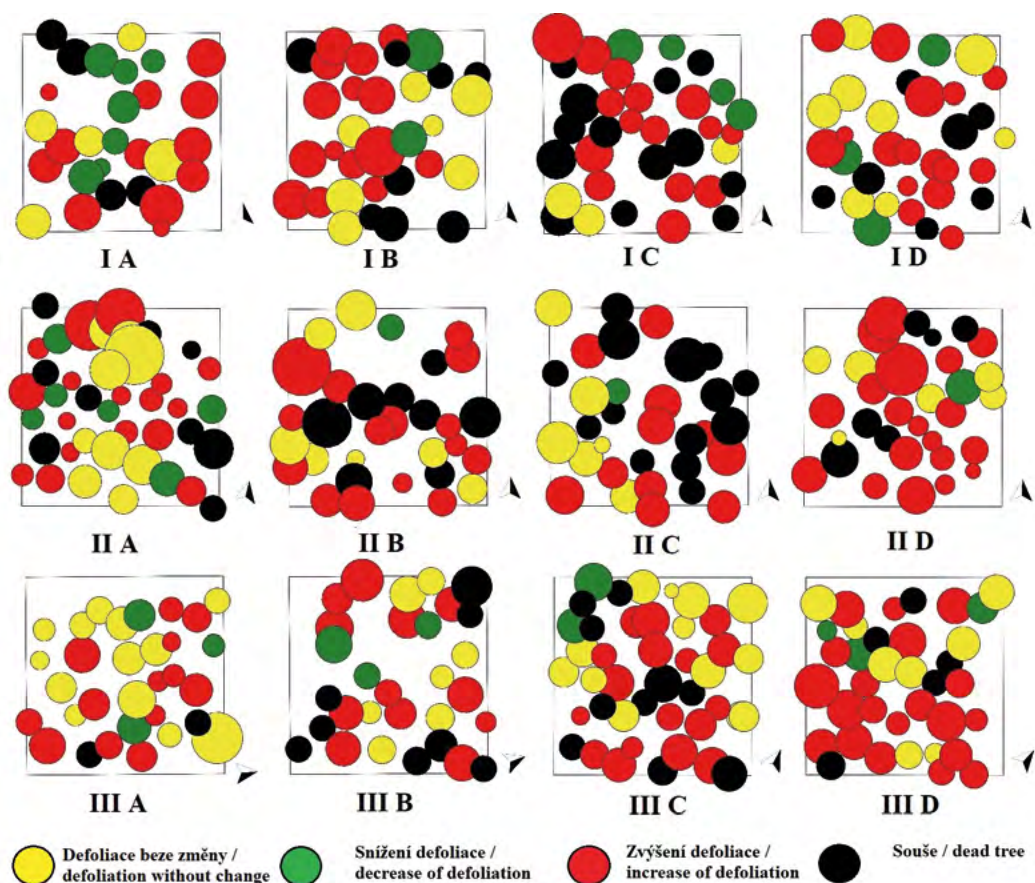 I A
I B
I C
I D
II A
II B
II C
II D
III A
III B
III C
III D
Defoliace beze změny /
defoliation without change
Snížení defoliace /
decrease of defoliation
Zvýšení defoliace /
increase of defoliation
Souše / dead tree